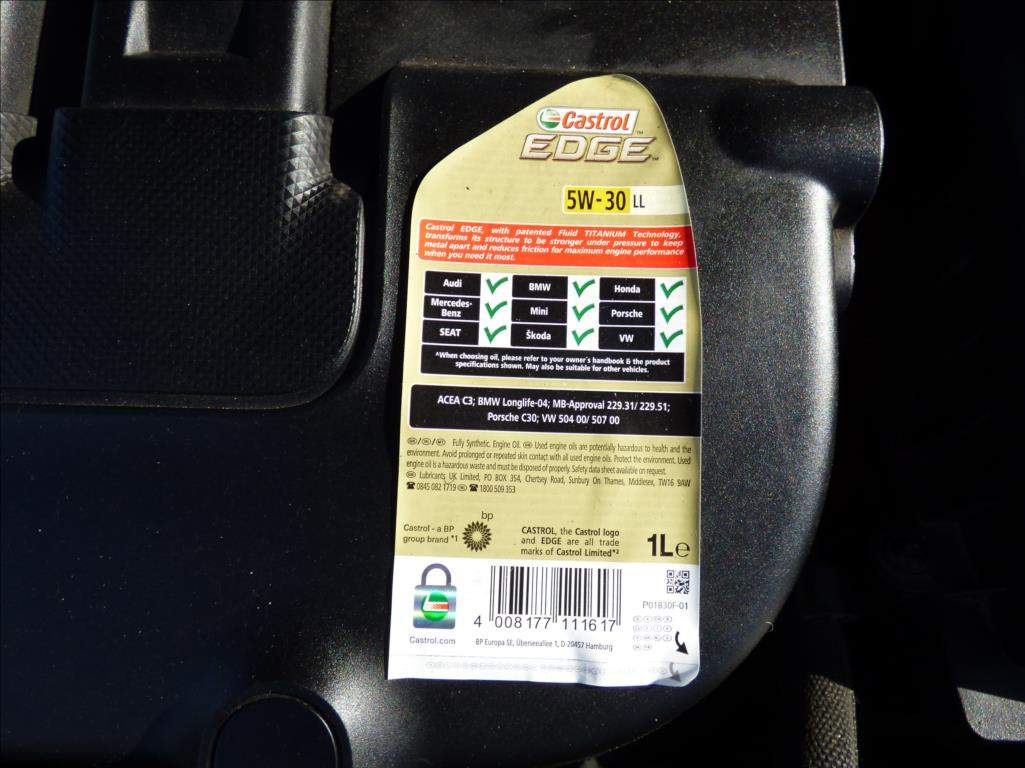 Castrol
EDGE
5W-30 LL
Castrol EDGE, with patented Fluid TITANIUM Technology,
transforms its structure to be stronger under pressure to keep
metal apart and reduces friction for maximum engine performance
when you need it most.
Audi BMW Honda
Mercedes-Benz Mini Porsche
SEAT Škoda VW
*When choosing oil, please refer to your owner's handbook & the product
specifications shown. May also be suitable for other vehicles.
ACEA C3; BMW Longlife-04; MB-Approval 229.31/ 229.51;
Porsche C30; VW 504 00/ 507 00
Fully Synthetic. Engine Oil. Used engine oils are potentially hazardous to health and the
environment. Avoid prolonged or repeated skin contact with all used engine oils. Protect the environment. Used
engine oil is a hazardous waste and must be disposed of properly. Safety data sheet available on request.
Lubricants UK Limited, PO BOX 354, Chertsey Road, Sunbury On Thames, Middlesex, TW16 9AW
0845 082 1719 1800 509 353
bp
Castrol - a BP
group brand *1
CASTROL, the Castrol logo
and EDGE are all trade
marks of Castrol Limited*2
1L e
P01830F-01
4 008177 111617
Castrol.com
BP Europa SE, Überseeallee 1, D 20457 Hamburg